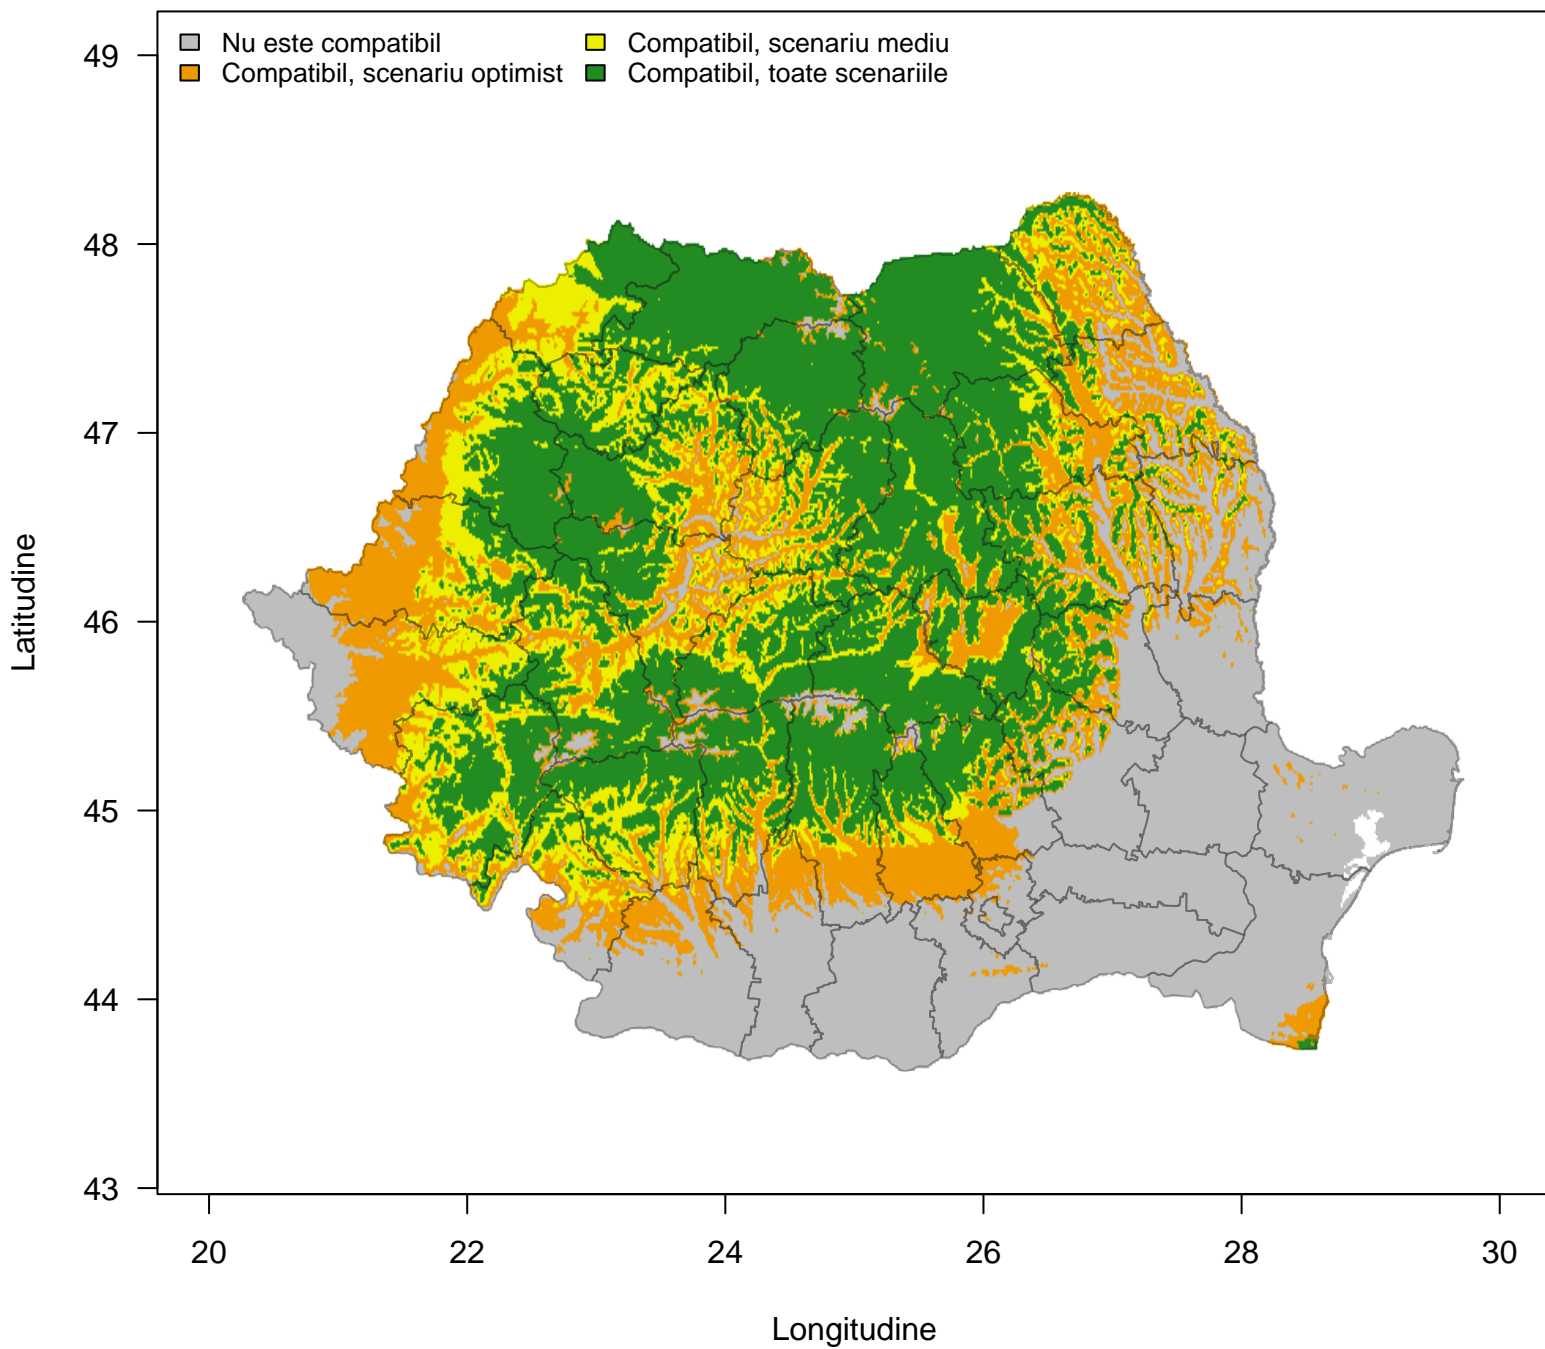 Nu este compatibil
Compatibil, scenariu optimist
Compatibil, scenariu mediu
Compatibil, toate scenariile
Latitudine
49
48
47
46
45
44
43
20 22 24 26 28 30
Longitudine